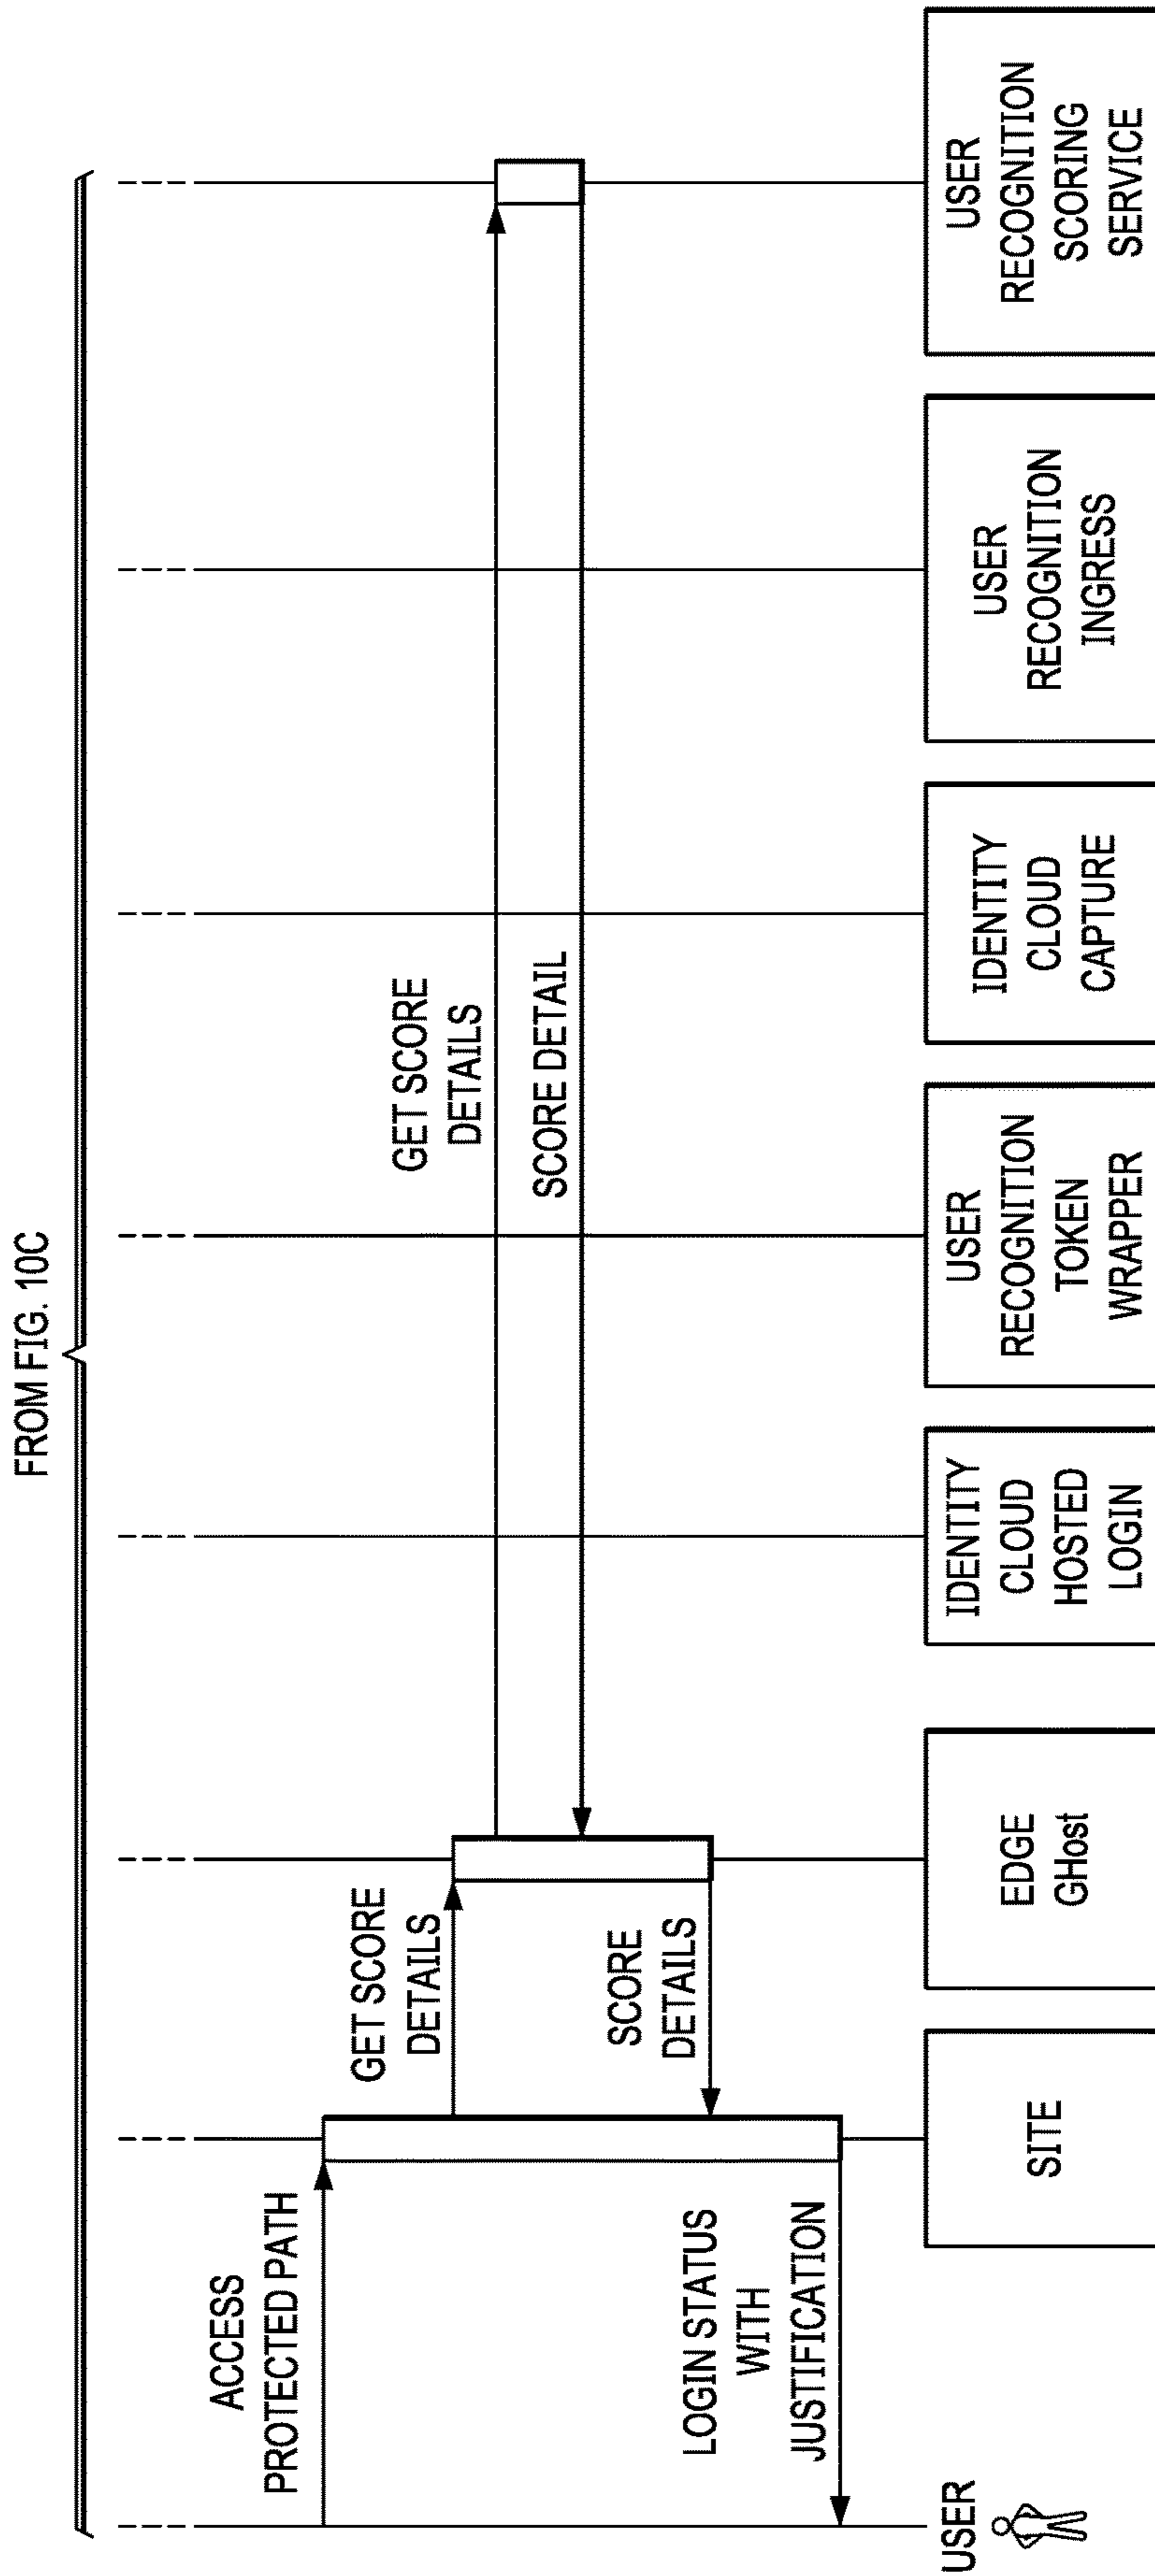 FROM FIG. 10C
ACCESS
PROTECTED PATH
GET SCORE
DETAILS
GET SCORE
DETAILS
SCORE DETAIL
SCORE
DETAILS
LOGIN STATUS
WITH
JUSTIFICATION
USER
SITE
EDGE
GHost
IDENTITY
CLOUD
HOSTED
LOGIN
USER
RECOGNITION
TOKEN
WRAPPER
IDENTITY
CLOUD
CAPTURE
USER
RECOGNITION
INGRESS
USER
RECOGNITION
SCORING
SERVICE